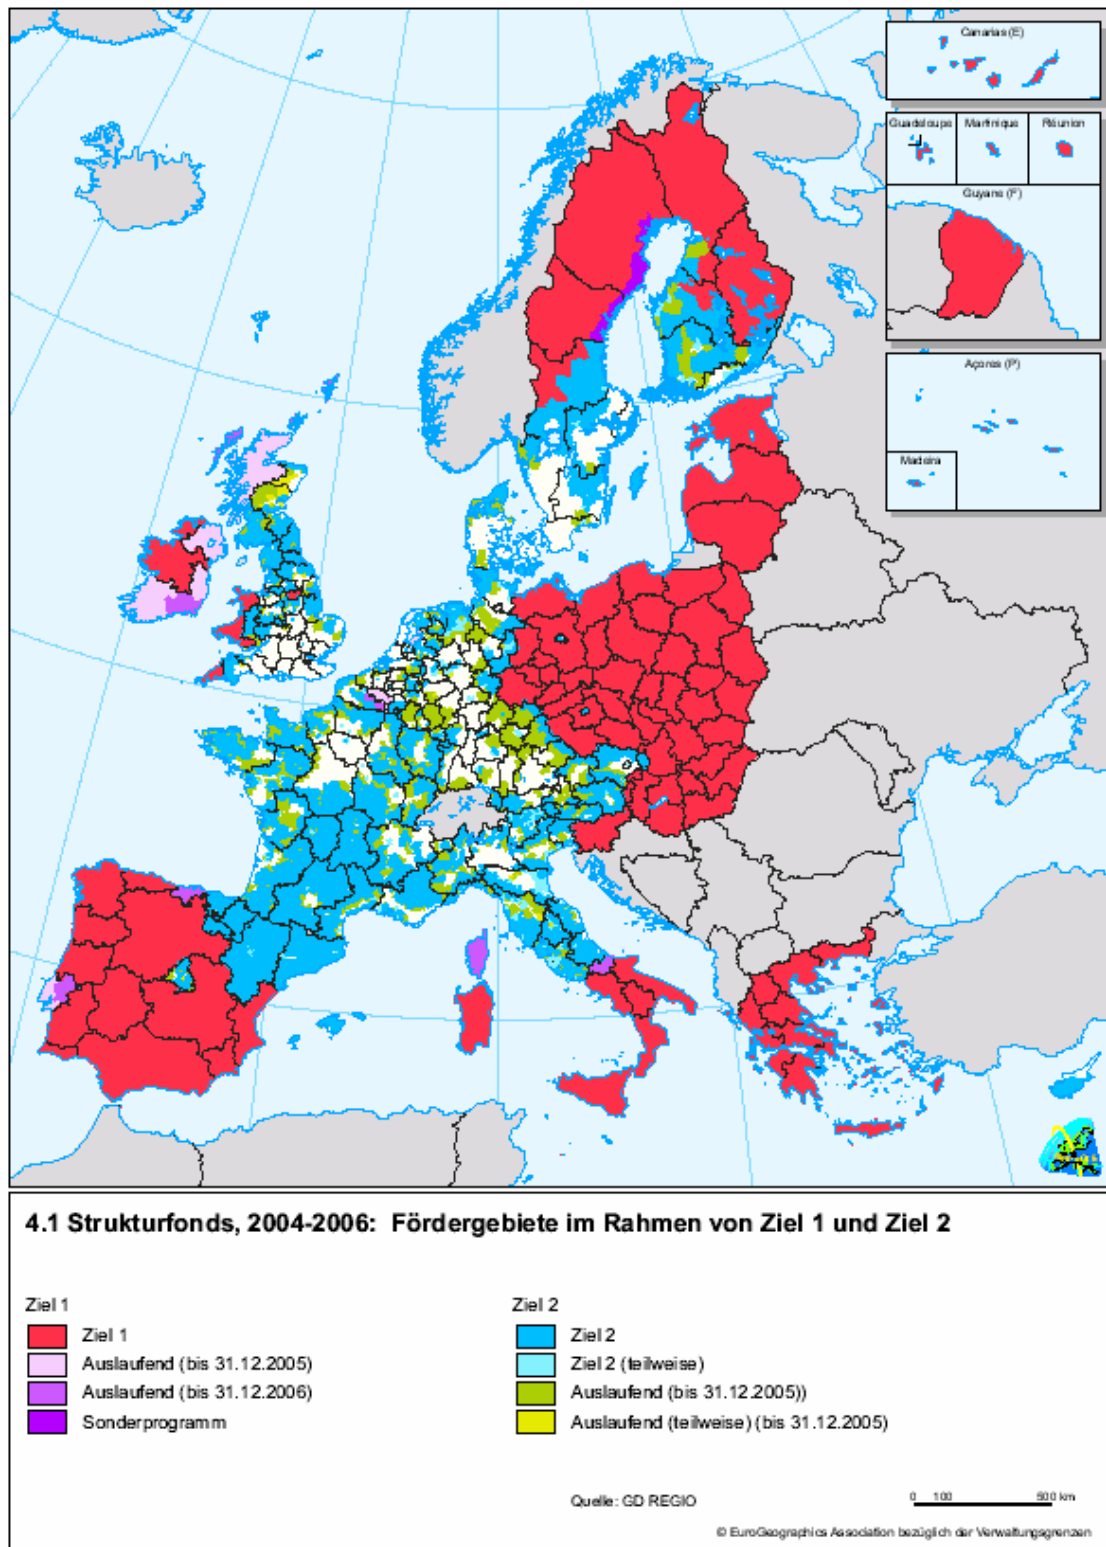 Canarias (E)
Guadeloupe
Martinique
Réunion
Guyane (F)
Açores (P)
Madeira
4.1 Strukturfonds, 2004-2006: Fördergebiete im Rahmen von Ziel 1 und Ziel 2
Ziel 1
Ziel 1
Auslaufend (bis 31.12.2005)
Auslaufend (bis 31.12.2006)
Sonderprogramm
Ziel 2
Ziel 2
Ziel 2 (teilweise)
Auslaufend (bis 31.12.2005))
Auslaufend (teilweise) (bis 31.12.2005)
Quelle: GD REGIO
0 100 500 km
© EuroGeographics Association bezüglich der Verwaltungsgrenzen